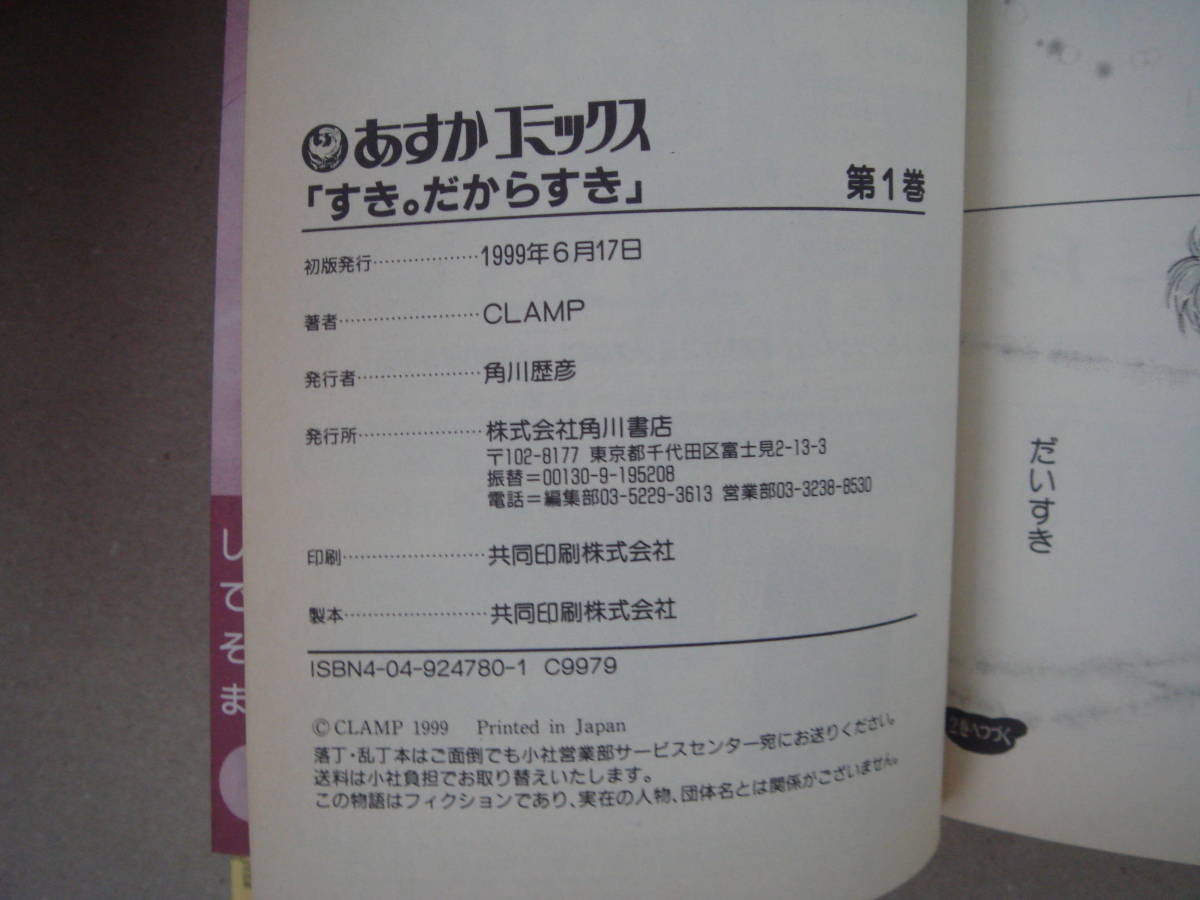 あすかコミックス
「すき。だからすき」 第1巻
初版発行………………1999年6月17日
著者……………………CLAMP
発行者…………………角川歴彦
発行所…………………株式会社角川書店
〒102-8177 東京都千代田区富士見2-13-3
振替=00130-9-195208
電話=編集部03-5229-3613 営業部03-3238-8530
印刷……………………共同印刷株式会社
製本……………………共同印刷株式会社
ISBN4-04-924780-1 C9979
©CLAMP 1999 Printed in Japan
落丁・乱丁本はご面倒でも小社営業部サービスセンター宛にお送りください。
送料は小社負担でお取り替えいたします。
この物語はフィクションであり、実在の人物、団体名とは関係がございません。
だいすき
2巻へつづく
し
て
そ
ま